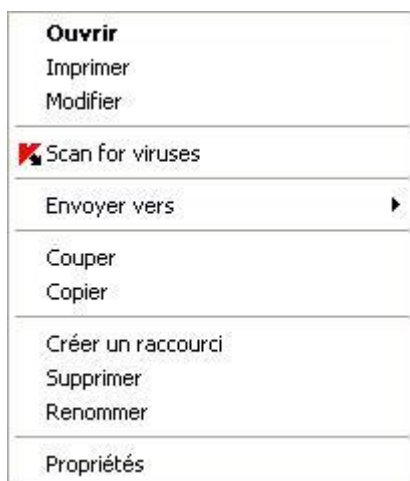 Ouvrir
Imprimer
Modifier
Scan for viruses
Envoyer vers
Couper
Copier
Créer un raccourci
Supprimer
Renommer
Propriétés